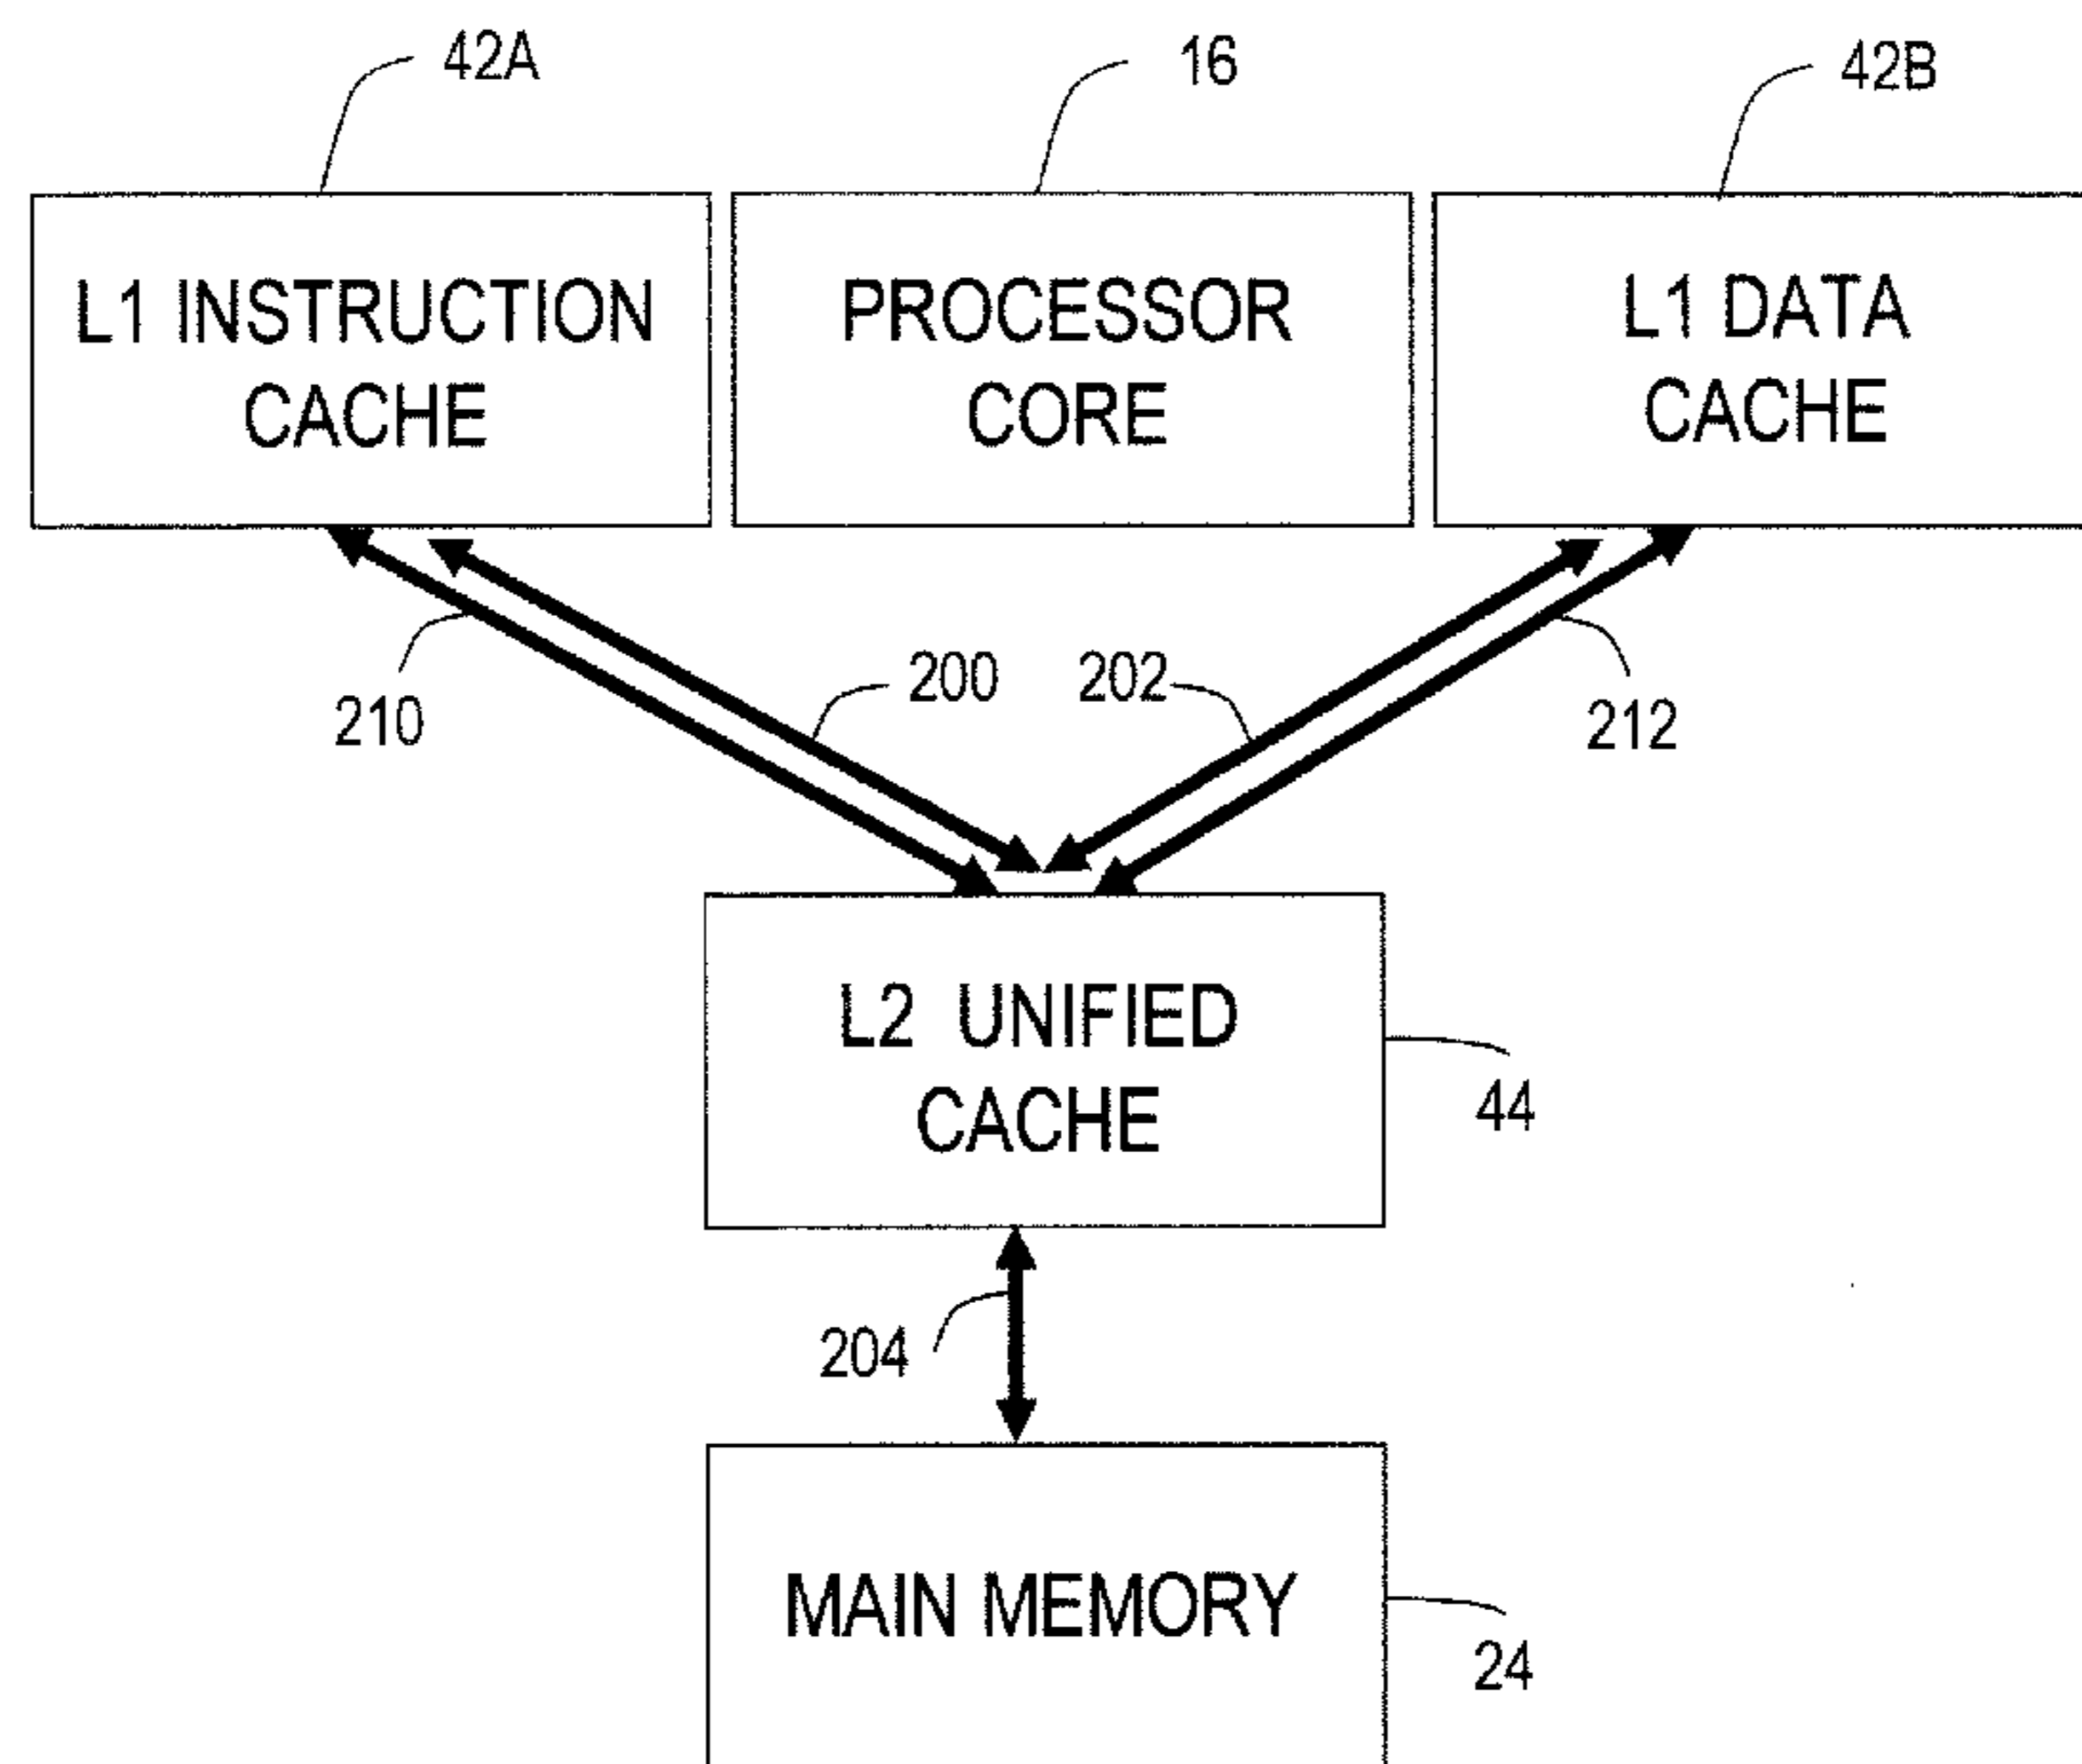 42A
16
42B
L1 INSTRUCTION
CACHE
PROCESSOR
CORE
L1 DATA
CACHE
210
200
202
212
L2 UNIFIED
CACHE
44
204
MAIN MEMORY
24